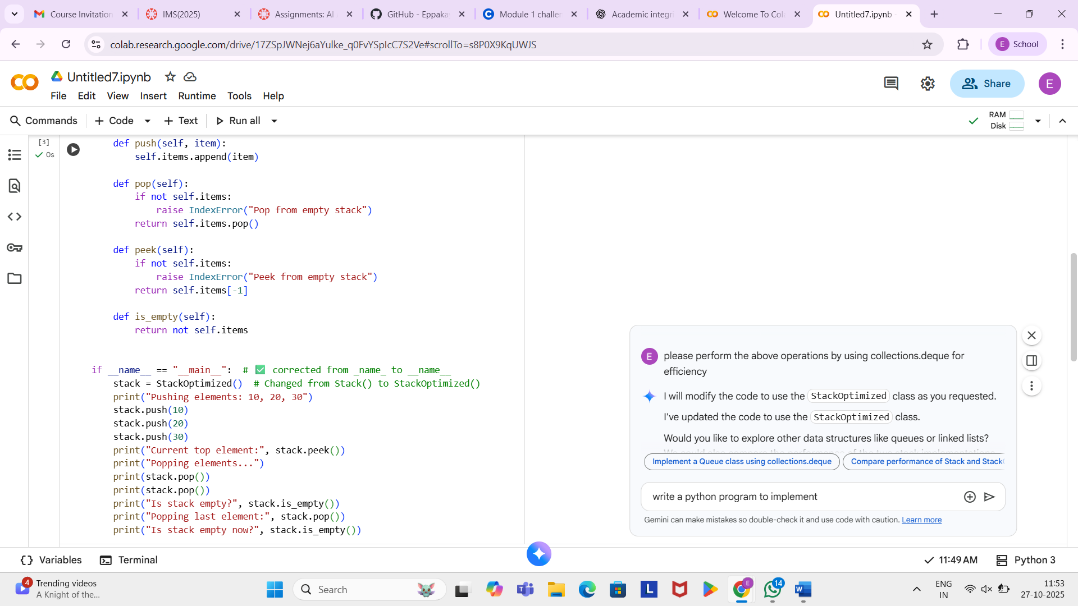 Course Invitation
IMS(2025)
Assignments: AI
GitHub - Eppaka
Module 1 challen
Academic integr
Welcome To Col
Untitled7.ipynb
colab.research.google.com/drive/17ZSpJWNej6aYulke_q0FvYSpIcC7S2Ve#scrollTo=s8P0X9KqUWJS
E School
Untitled7.ipynb
File Edit View Insert Runtime Tools Help
Share
E
Commands + Code + Text Run all
RAM
Disk
[1]
0s
def push(self, item):
self.items.append(item)
def pop(self):
if not self.items:
raise IndexError("Pop from empty stack")
return self.items.pop()
def peek(self):
if not self.items:
raise IndexError("Peek from empty stack")
return self.items[-1]
def is_empty(self):
return not self.items
if __name__ == "__main__": # ✅ corrected from _name_ to __name__
stack = StackOptimized() # Changed from Stack() to StackOptimized()
print("Pushing elements: 10, 20, 30")
stack.push(10)
stack.push(20)
stack.push(30)
print("Current top element:", stack.peek())
print("Popping elements...")
print(stack.pop())
print(stack.pop())
print("Is stack empty?", stack.is_empty())
print("Popping last element:", stack.pop())
print("Is stack empty now?", stack.is_empty())
E please perform the above operations by using collections.deque for
efficiency
I will modify the code to use the StackOptimized class as you requested.
I've updated the code to use the StackOptimized class.
Would you like to explore other data structures like queues or linked lists?
Implement a Queue class using collections.deque
Compare performance of Stack and Stack
write a python program to implement
Gemini can make mistakes so double-check it and use code with caution. Learn more
Variables Terminal
11:49 AM Python 3
4
Trending videos
A Knight of the...
Search
14
ENG
IN
11:53
27-10-2025